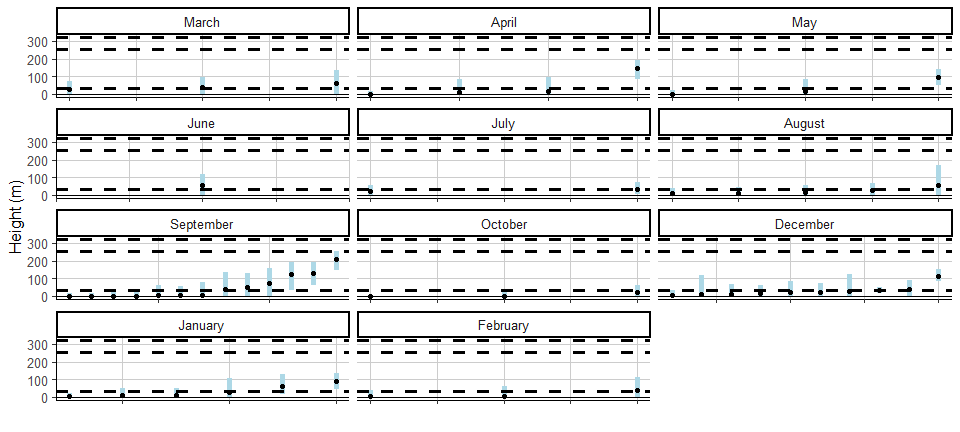 March
April
May
300
200
100
0
June
July
August
300
200
100
0
Height (m)
September
October
December
300
200
100
0
January
February
300
200
100
0